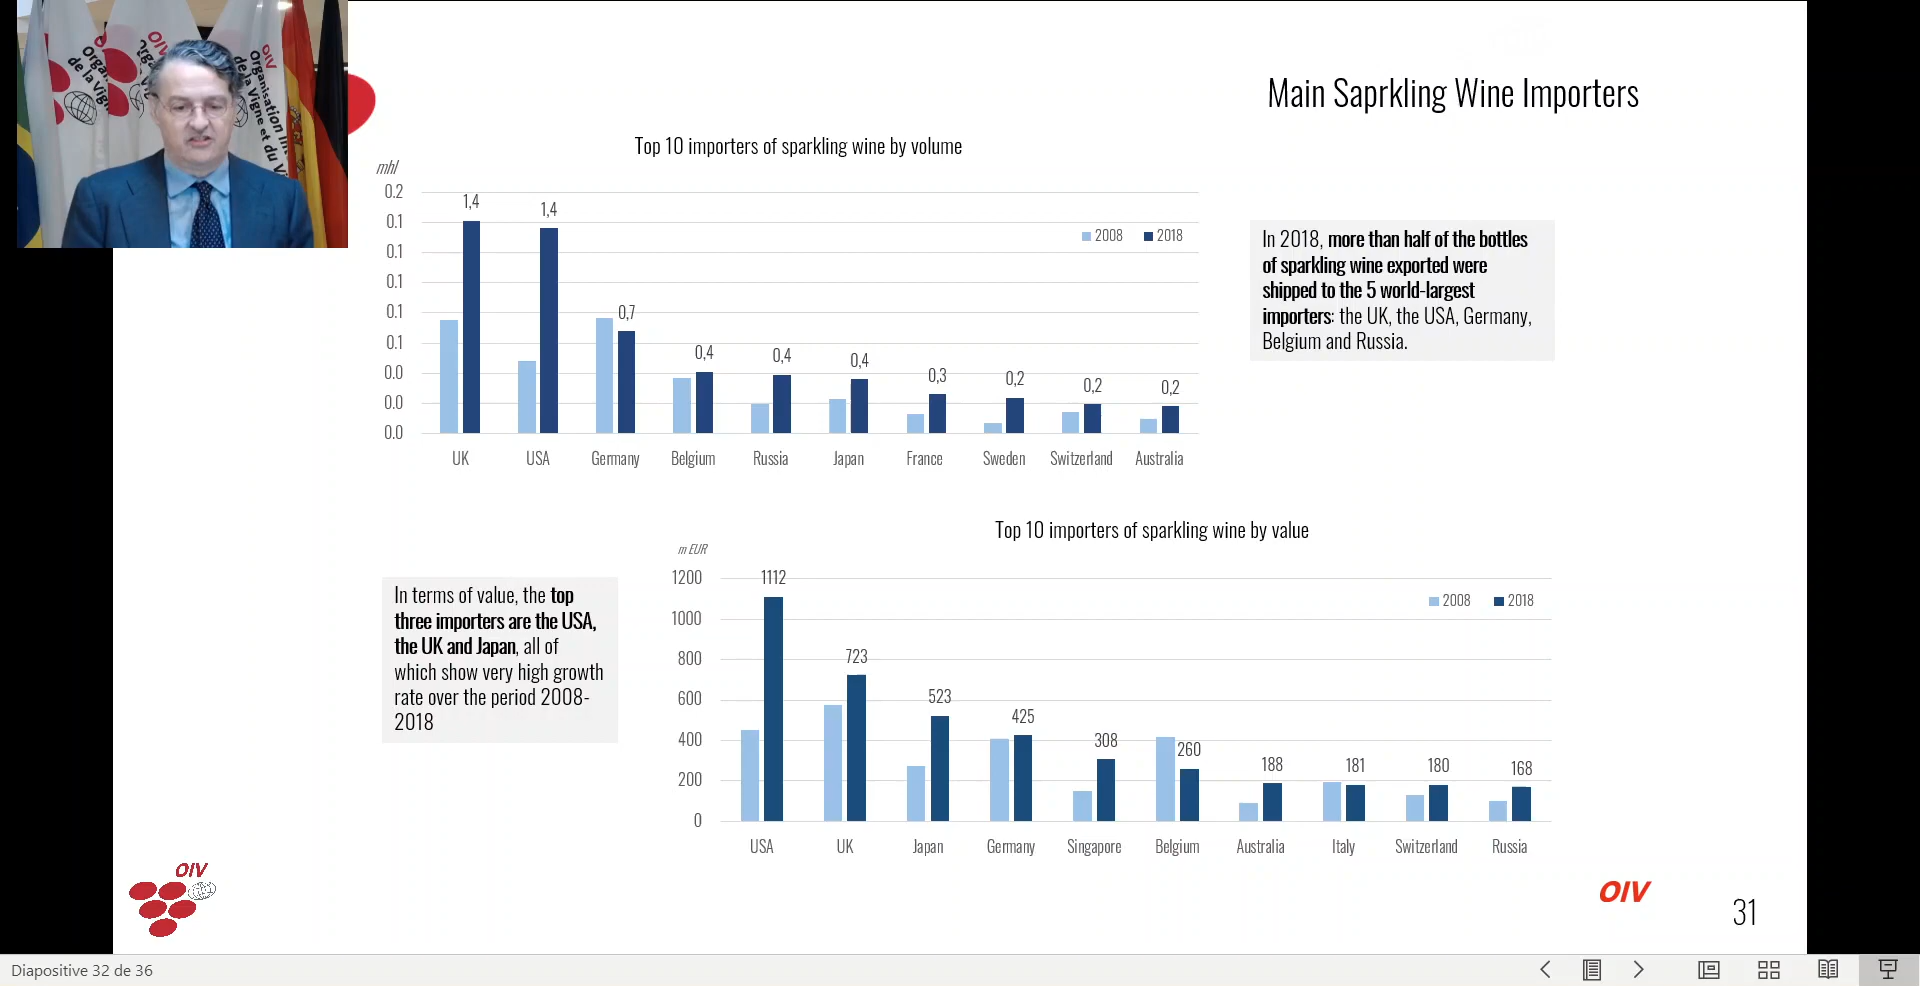 OIV
Organisation In
de la Vigne et du V
Main Saprkling Wine Importers
Top 10 importers of sparkling wine by volume
mhl
0.2
0.1
0.1
0.1
0.1
0.1
0.0
0.0
0.0
1,4
1,4
0,7
0,4
0,4
0,4
0,3
0,2
0,2
0,2
2008
2018
UK
USA
Germany
Belgium
Russia
Japan
France
Sweden
Switzerland
Australia
In 2018, more than half of the bottles
of sparkling wine exported were
shipped to the 5 world-largest
importers: the UK, the USA, Germany,
Belgium and Russia.
Top 10 importers of sparkling wine by value
m EUR
1200
1000
800
600
400
200
0
1112
723
523
425
308
260
188
181
180
168
2008
2018
USA
UK
Japan
Germany
Singapore
Belgium
Australia
Italy
Switzerland
Russia
In terms of value, the top
three importers are the USA,
the UK and Japan, all of
which show very high growth
rate over the period 2008-
2018
OIV
OIV
31
Diapositive 32 de 36